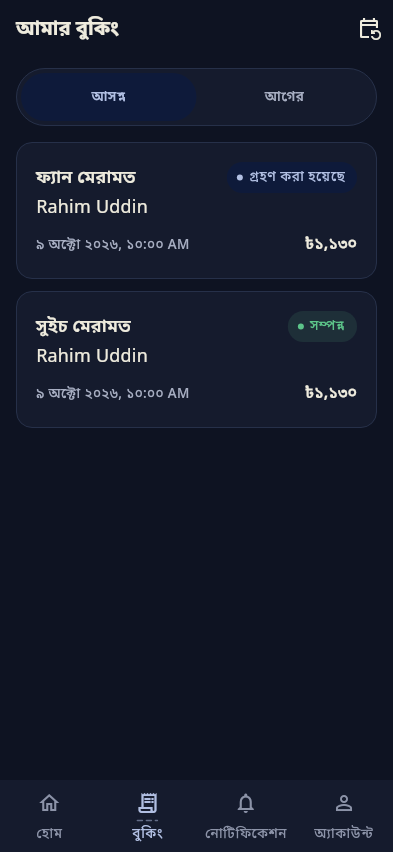 আমার বুকিং
আসন্ন
আগের
ফ্যান মেরামত
গ্রহণ করা হয়েছে
Rahim Uddin
৯ অক্টো ২০২৬, ১০:০০ AM
৳১,১৩০
সুইচ মেরামত
সম্পন্ন
Rahim Uddin
৯ অক্টো ২০২৬, ১০:০০ AM
৳১,১৩০
হোম
বুকিং
নোটিফিকেশন
অ্যাকাউন্ট